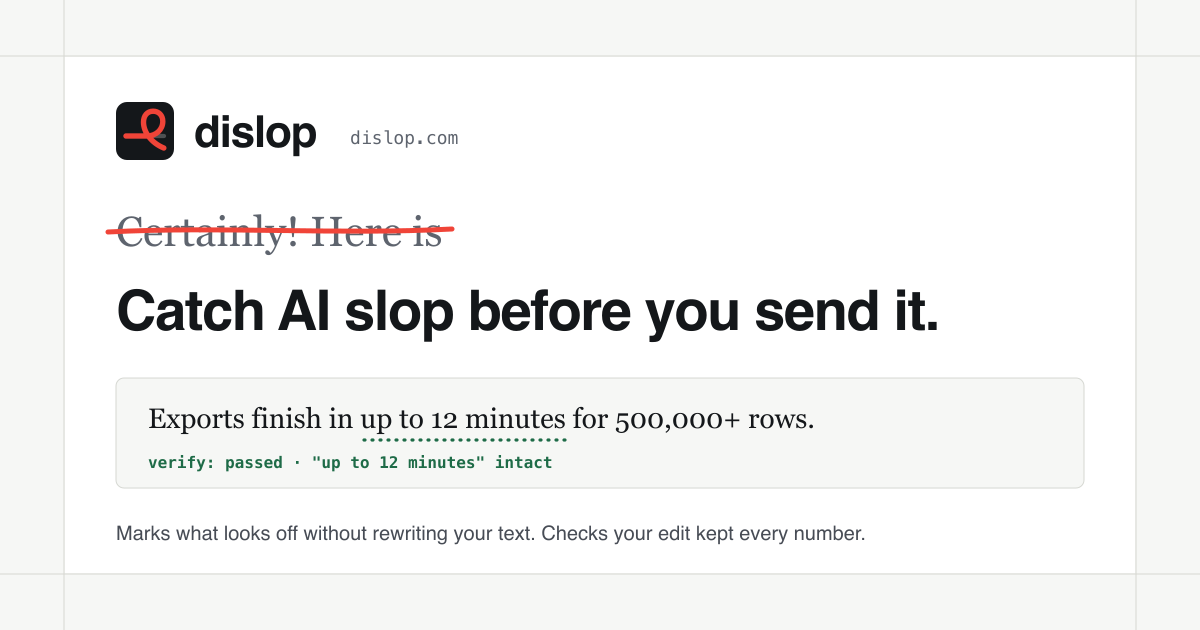 dislop dislop.com
Certainly! Here is
Catch AI slop before you send it.
Exports finish in up to 12 minutes for 500,000+ rows.
verify: passed · "up to 12 minutes" intact
Marks what looks off without rewriting your text. Checks your edit kept every number.